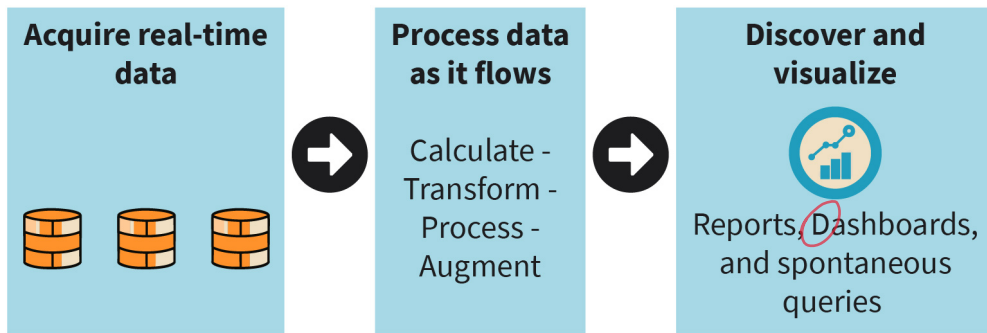 Acquire real-time
data
Process data
as it flows
Calculate -
Transform -
Process -
Augment
Discover and
visualize
Reports, Dashboards,
and spontaneous
queries